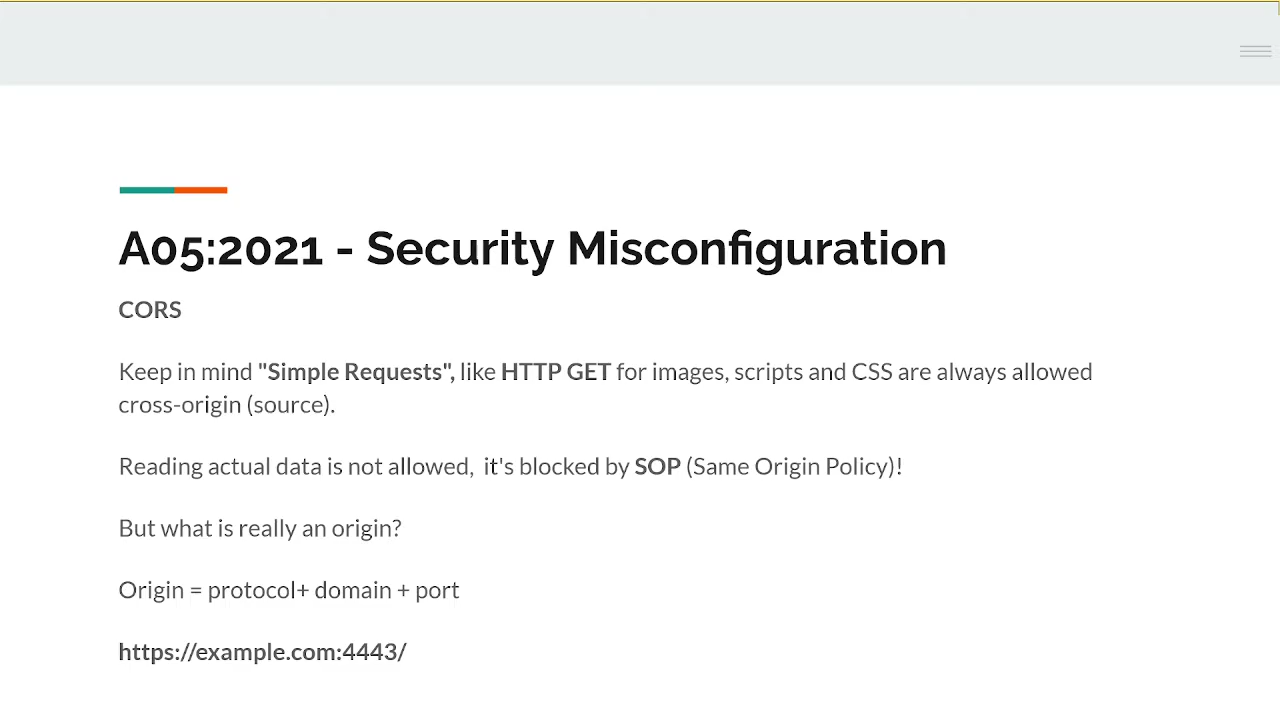 A05:2021 - Security Misconfiguration
CORS
Keep in mind "Simple Requests", like HTTP GET for images, scripts and CSS are always allowed
cross-origin (source).
Reading actual data is not allowed,  it's blocked by SOP (Same Origin Policy)!
But what is really an origin?
Origin = protocol+ domain + port
https://example.com:4443/